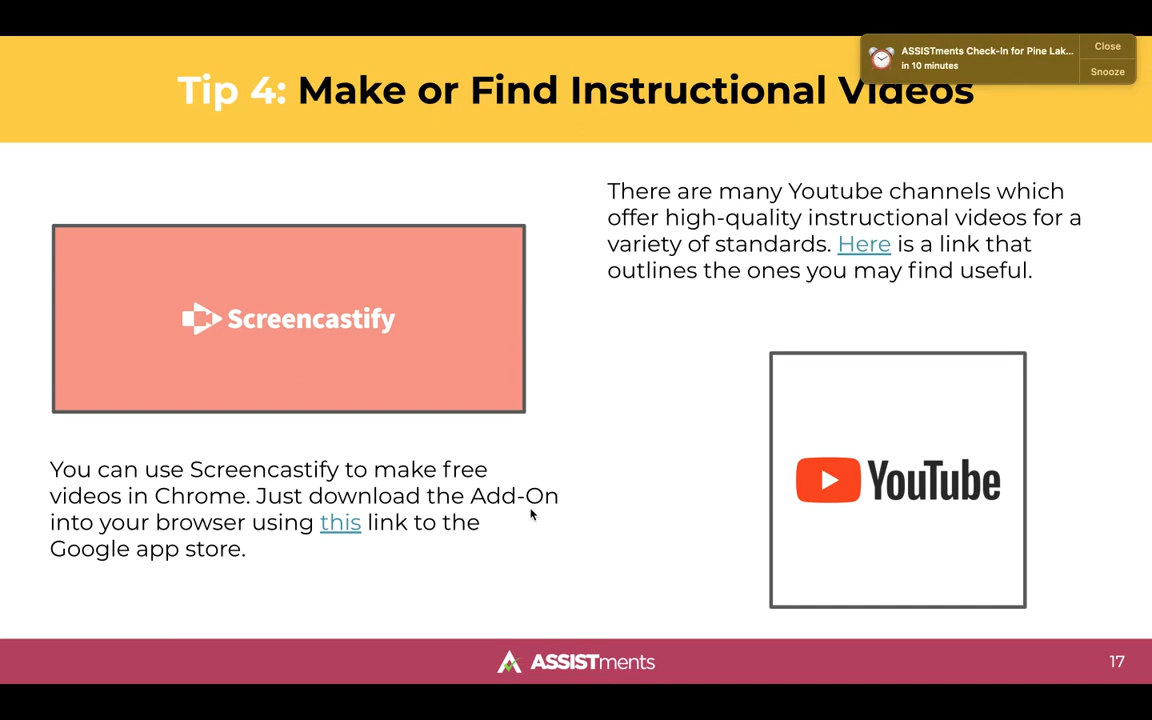 Tip 4: Make or Find Instructional Videos
ASSISTments Check-In for Pine Lak...
in 10 minutes
Close
Snooze
Screencastify
You can use Screencastify to make free
videos in Chrome. Just download the Add-On
into your browser using this link to the
Google app store.
There are many Youtube channels which
offer high-quality instructional videos for a
variety of standards. Here is a link that
outlines the ones you may find useful.
YouTube
ASSISTments
17